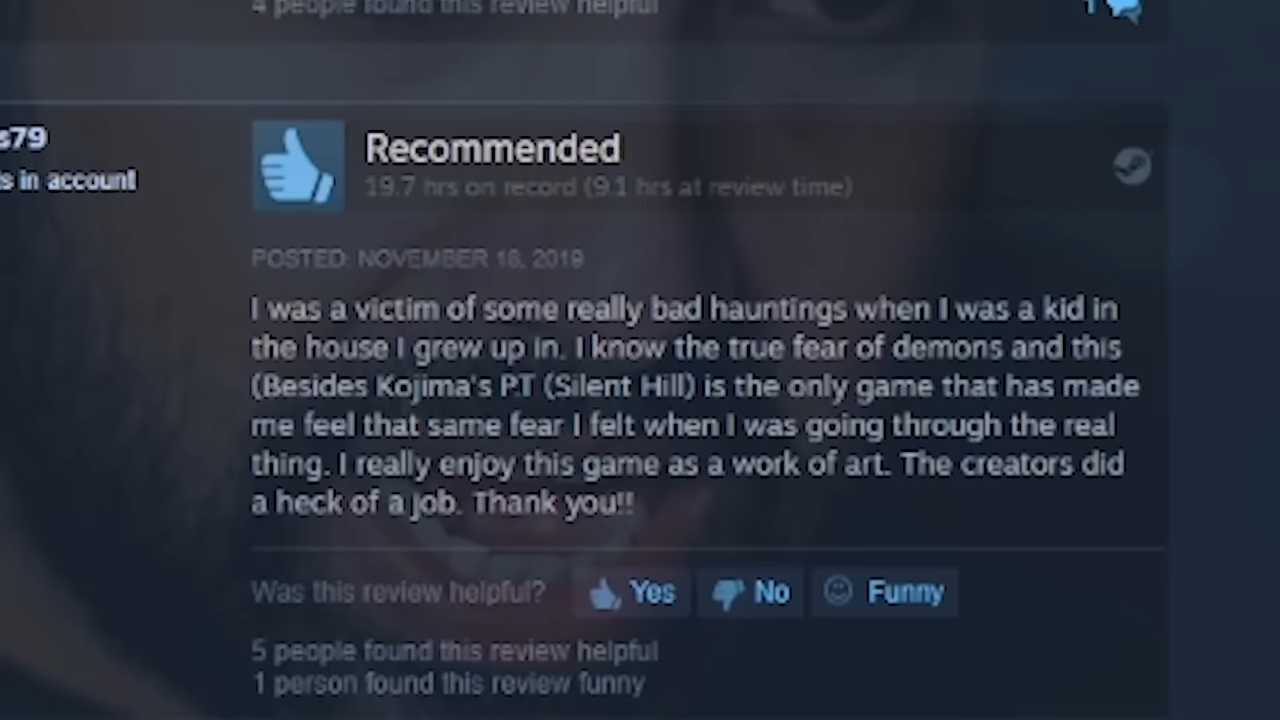 4 people found this review helpful
1
s79
s in account
Recommended
19.7 hrs on record (9.1 hrs at review time)
POSTED: NOVEMBER 18, 2019
I was a victim of some really bad hauntings when I was a kid in
the house I grew up in. I know the true fear of demons and this
(Besides Kojima's P.T (Silent Hill) is the only game that has made
me feel that same fear I felt when I was going through the real
thing. I really enjoy this game as a work of art. The creators did
a heck of a job. Thank you!!
Was this review helpful? Yes No Funny
5 people found this review helpful
1 person found this review funny